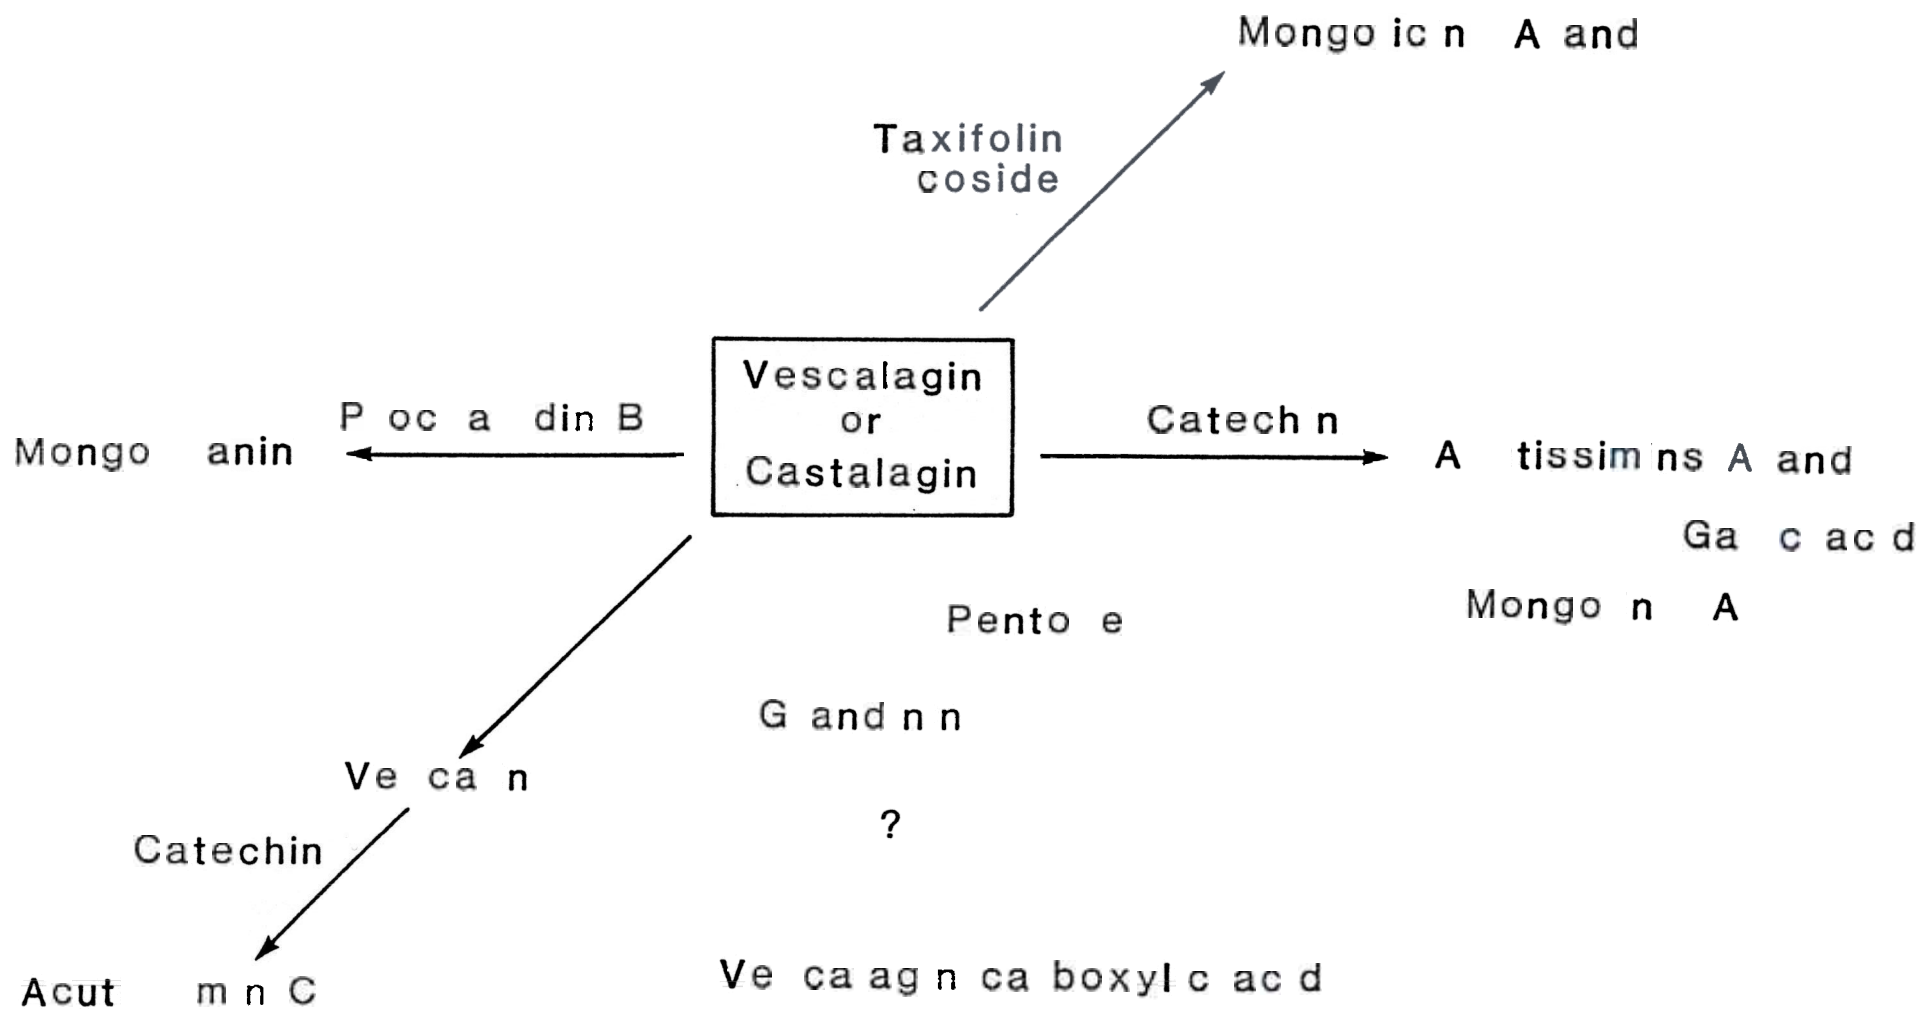 Mongo ic n A and
Taxifolin
coside
Vescalagin
or
Castalagin
P oc a din B
Mongo anin
Catech n
A tissim ns A and
Ga c ac d
Mongo n A
Pento e
G and n n
Ve ca n
?
Catechin
Acut m n C
Ve ca ag n ca boxyl c ac d